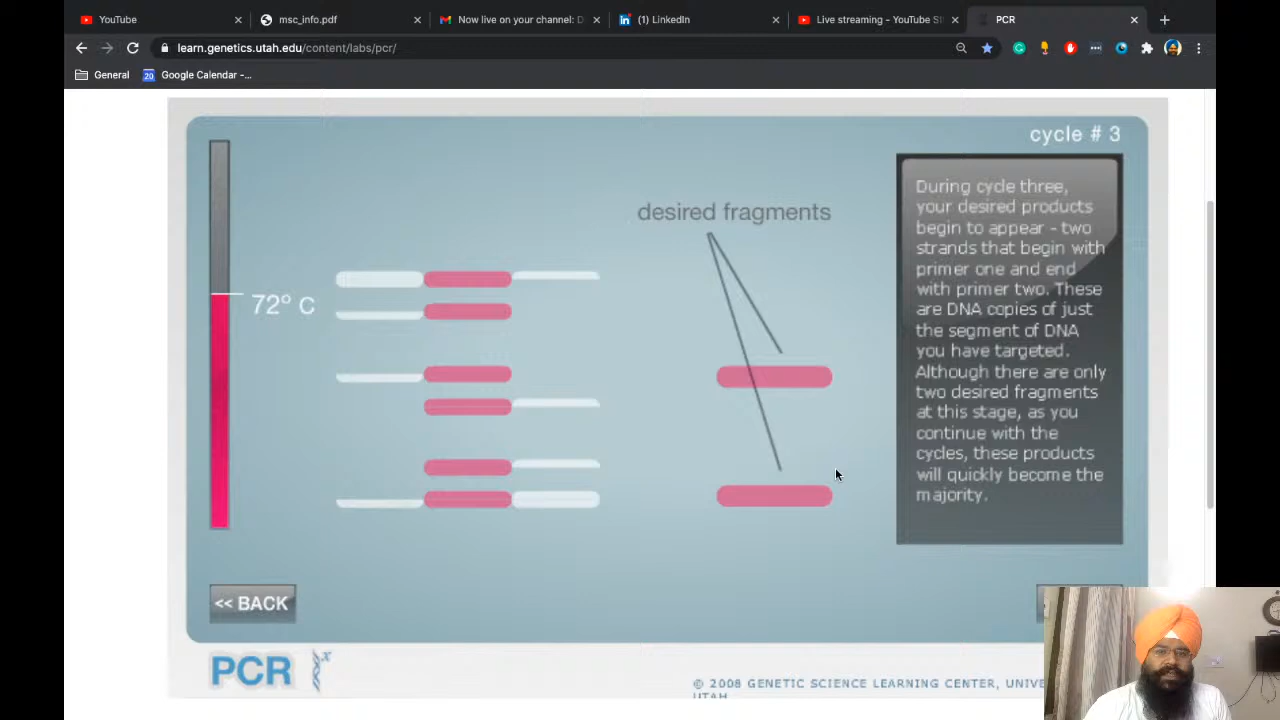 YouTube
msc_info.pdf
Now live on your channel: D
(1) LinkedIn
Live streaming - YouTube St
PCR
learn.genetics.utah.edu/content/labs/pcr/
General
20
Google Calendar -...
cycle # 3
desired fragments
72° C
During cycle three,
your desired products
begin to appear - two
strands that begin with
primer one and end
with primer two. These
are DNA copies of just
the segment of DNA
you have targeted.
Although there are only
two desired fragments
at this stage, as you
continue with the
cycles, these products
will quickly become the
majority.
<< BACK
PCR
© 2008 GENETIC SCIENCE LEARNING CENTER, UNIVE
UTAH